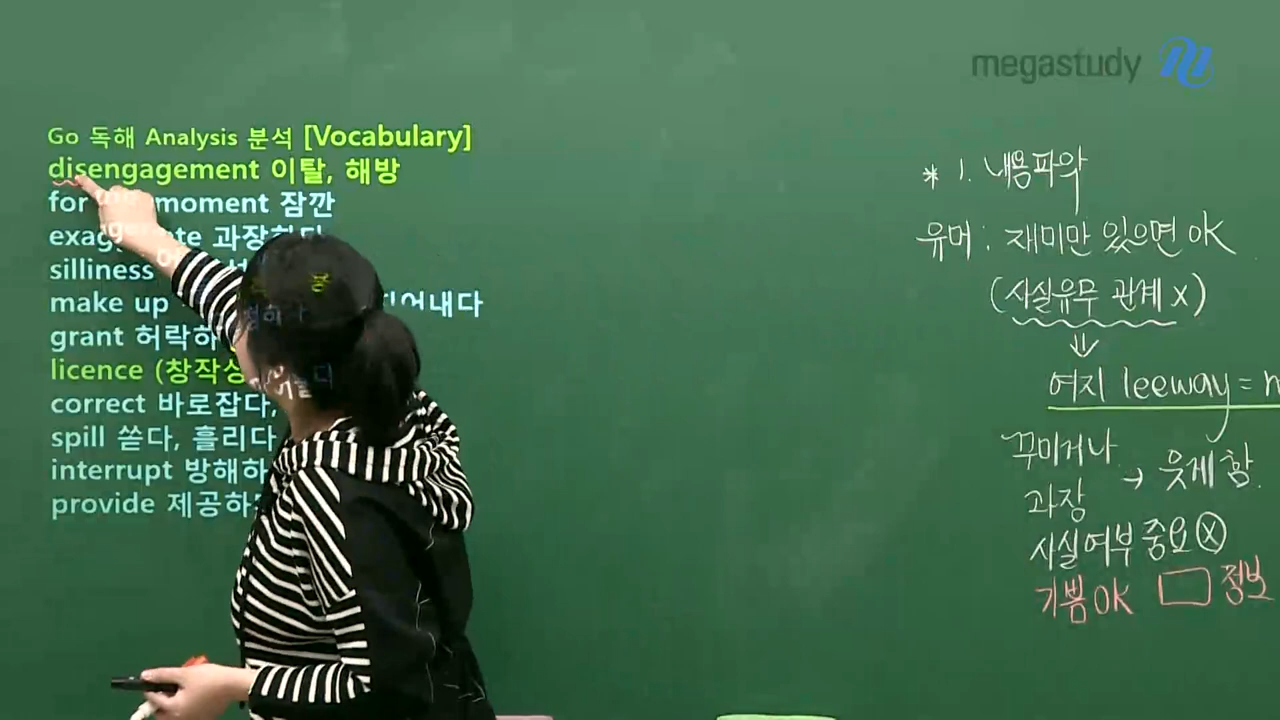 megastudy
Go 독해 Analysis 분석 [Vocabulary]
disengagement 이탈, 해방
for moment 잠깐
과장하다
silliness
make up 지어내다
grant 허락하
licence (창작상
correct 바로잡다,
spill 쏟다, 흘리다
interrupt 방해하
provide 제공하
* 1. 내용파악
유머 : 재미만 있으면 OK
(사실유무 관계 x)
여지 leeway =
꾸미거나
과장 → 웃게 함.
사실여부 중요 ⓧ
기쁨 OK 정보